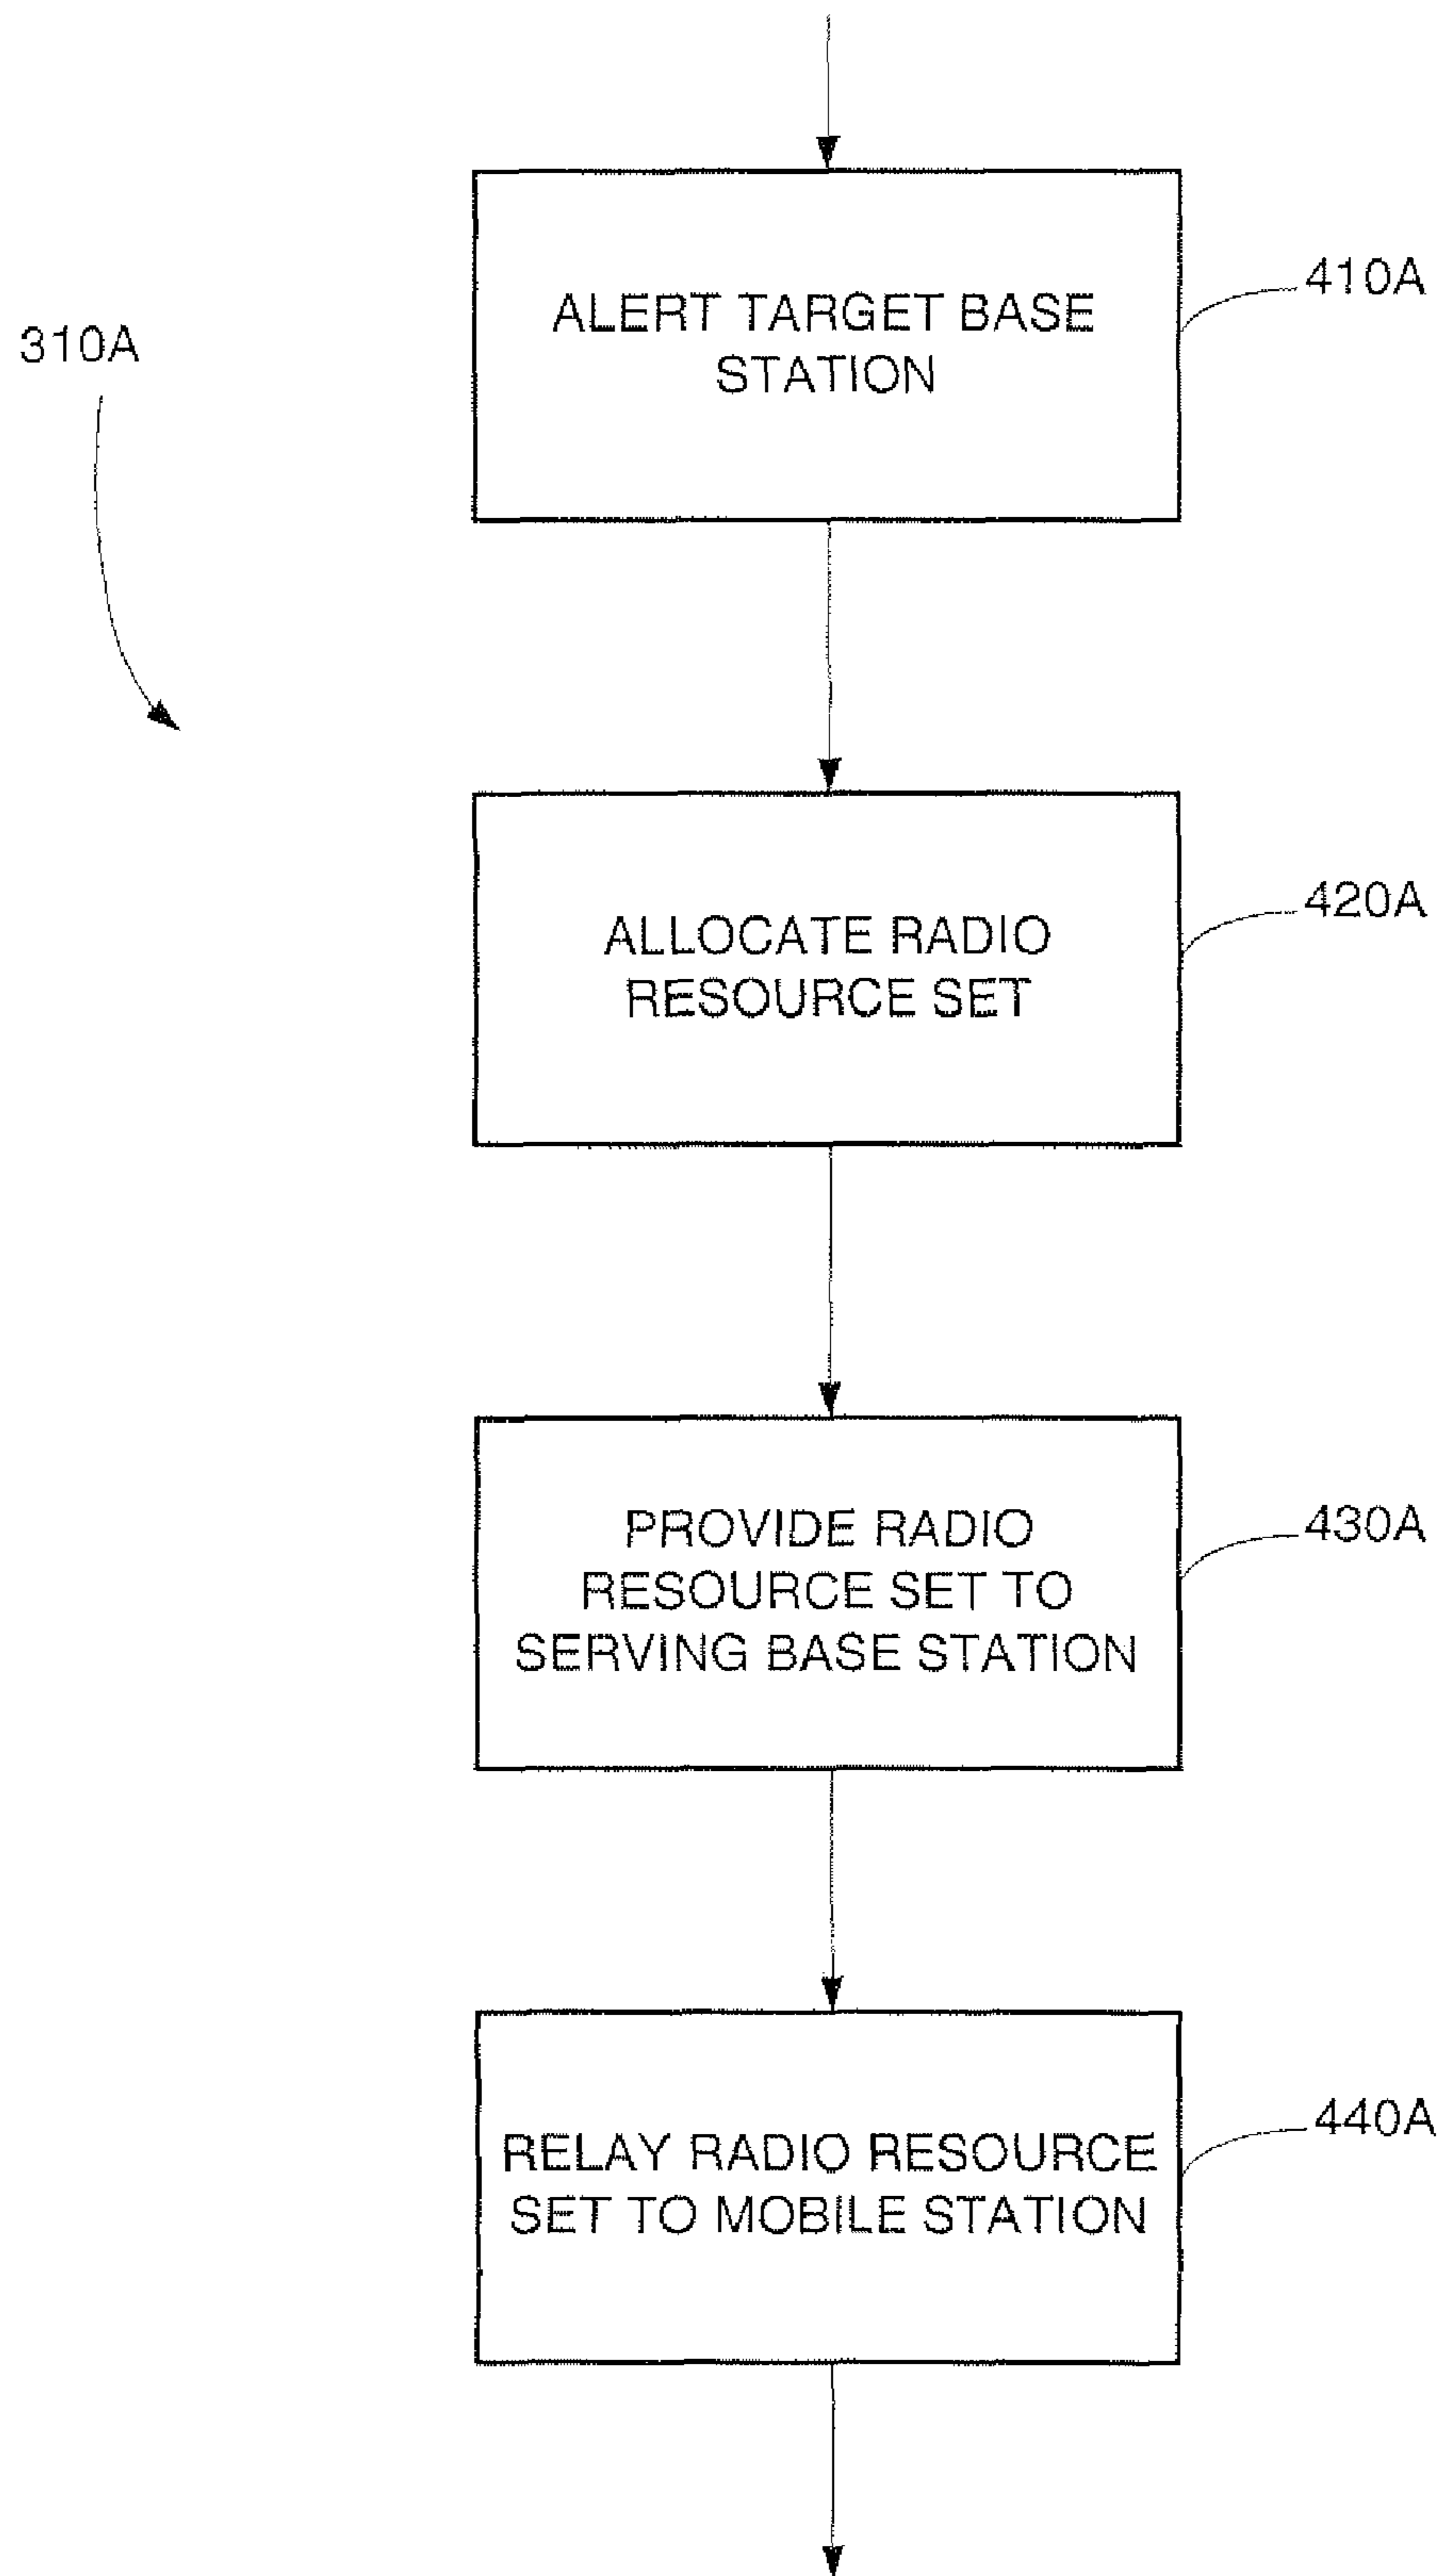 310A
ALERT TARGET BASE
STATION
410A
ALLOCATE RADIO
RESOURCE SET
420A
PROVIDE RADIO
RESOURCE SET TO
SERVING BASE STATION
430A
RELAY RADIO RESOURCE
SET TO MOBILE STATION
440A